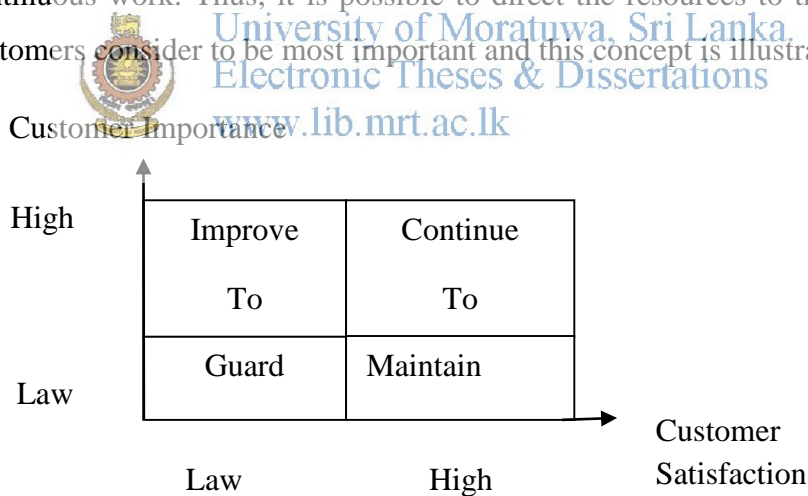 tinuous work. Thus, it is possible to direct the resources to th
University of Moratuwa, Sri Lanka.
tomers consider to be most important and this concept is illustra
Electronic Theses & Dissertations
www.lib.mrt.ac.lk
Customer Importance
High
Improve Continue
To To
Guard Maintain
Law
Customer
Law High Satisfaction